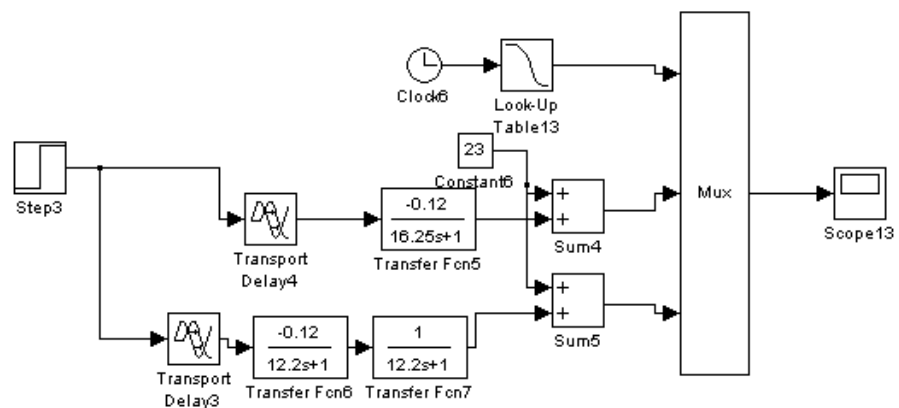 Clock6
Look-Up
Table13
23
Constant6
Step3
Transport
Delay4
-0.12
16.25s+1
Transfer Fcn5
+
+
Sum4
Mux
Scope13
Transport
Delay3
-0.12
12.2s+1
Transfer Fcn6
1
12.2s+1
Transfer Fcn7
+
+
Sum5